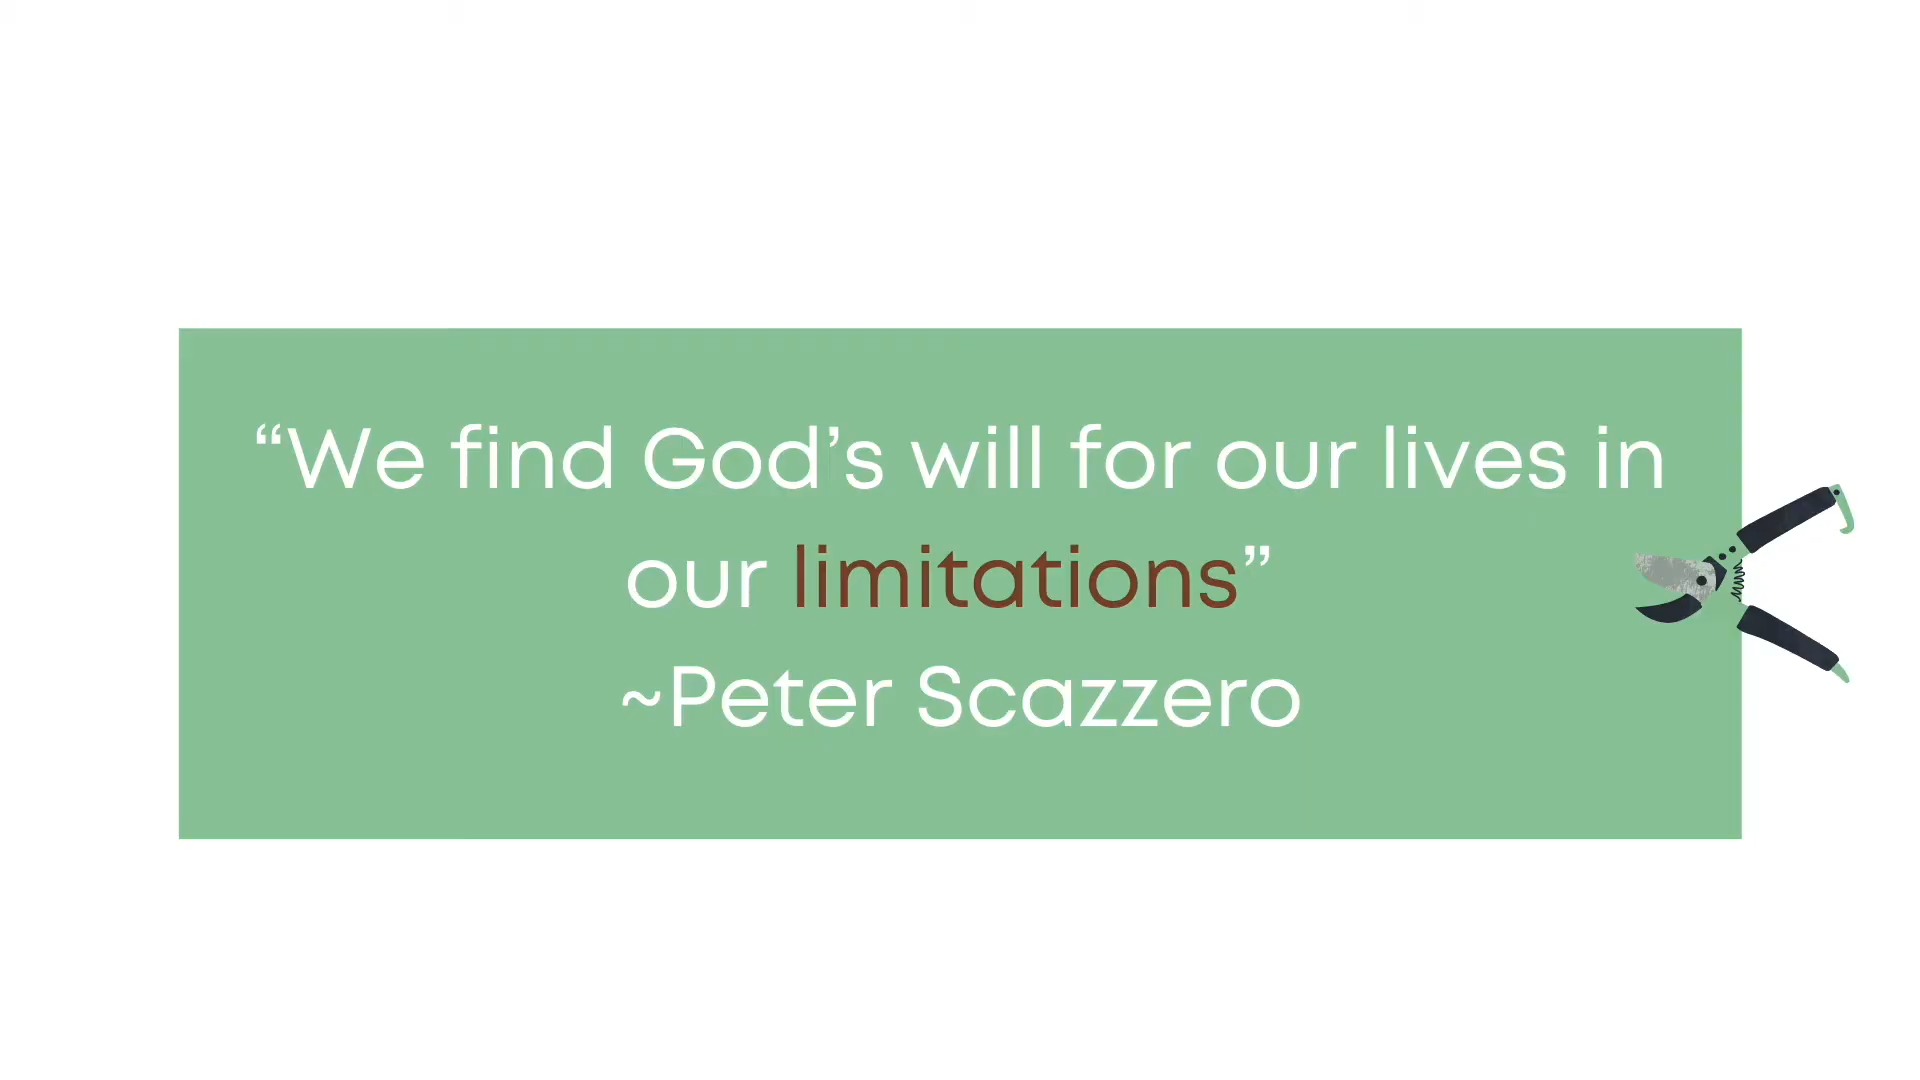 “We find God’s will for our lives in
our limitations”
~Peter Scazzero